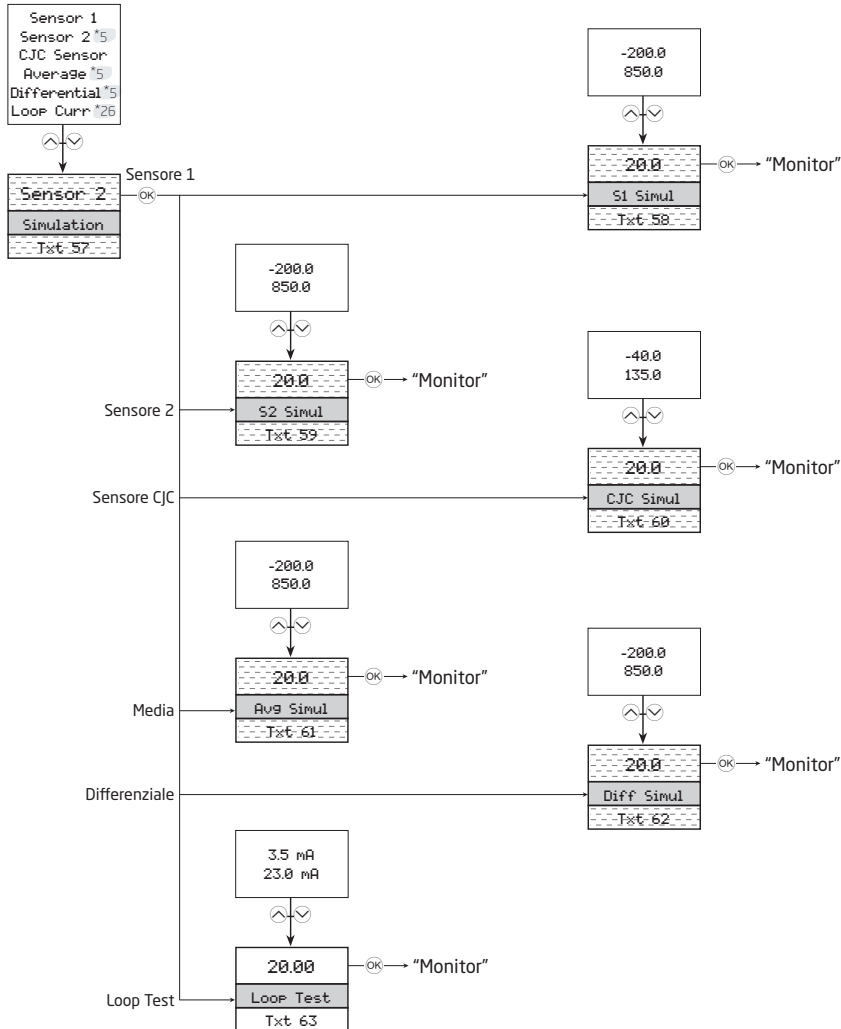 Sensor 1
Sensor 2 *5
CJC Sensor
Average *5
Differential *5
Loop Curr *26
Sensor 2
Simulation
Txt 57
OK
Sensore 1
-200.0
850.0
20.0
S1 Simul
Txt 58
OK
"Monitor"
-200.0
850.0
Sensore 2
20.0
S2 Simul
Txt 59
OK
"Monitor"
-40.0
135.0
Sensore CJC
20.0
CJC Simul
Txt 60
OK
"Monitor"
-200.0
850.0
Media
20.0
Avg Simul
Txt 61
OK
"Monitor"
-200.0
850.0
Differenziale
20.0
Diff Simul
Txt 62
OK
"Monitor"
3.5 mA
23.0 mA
Loop Test
20.00
Loop Test
Txt 63
OK
"Monitor"